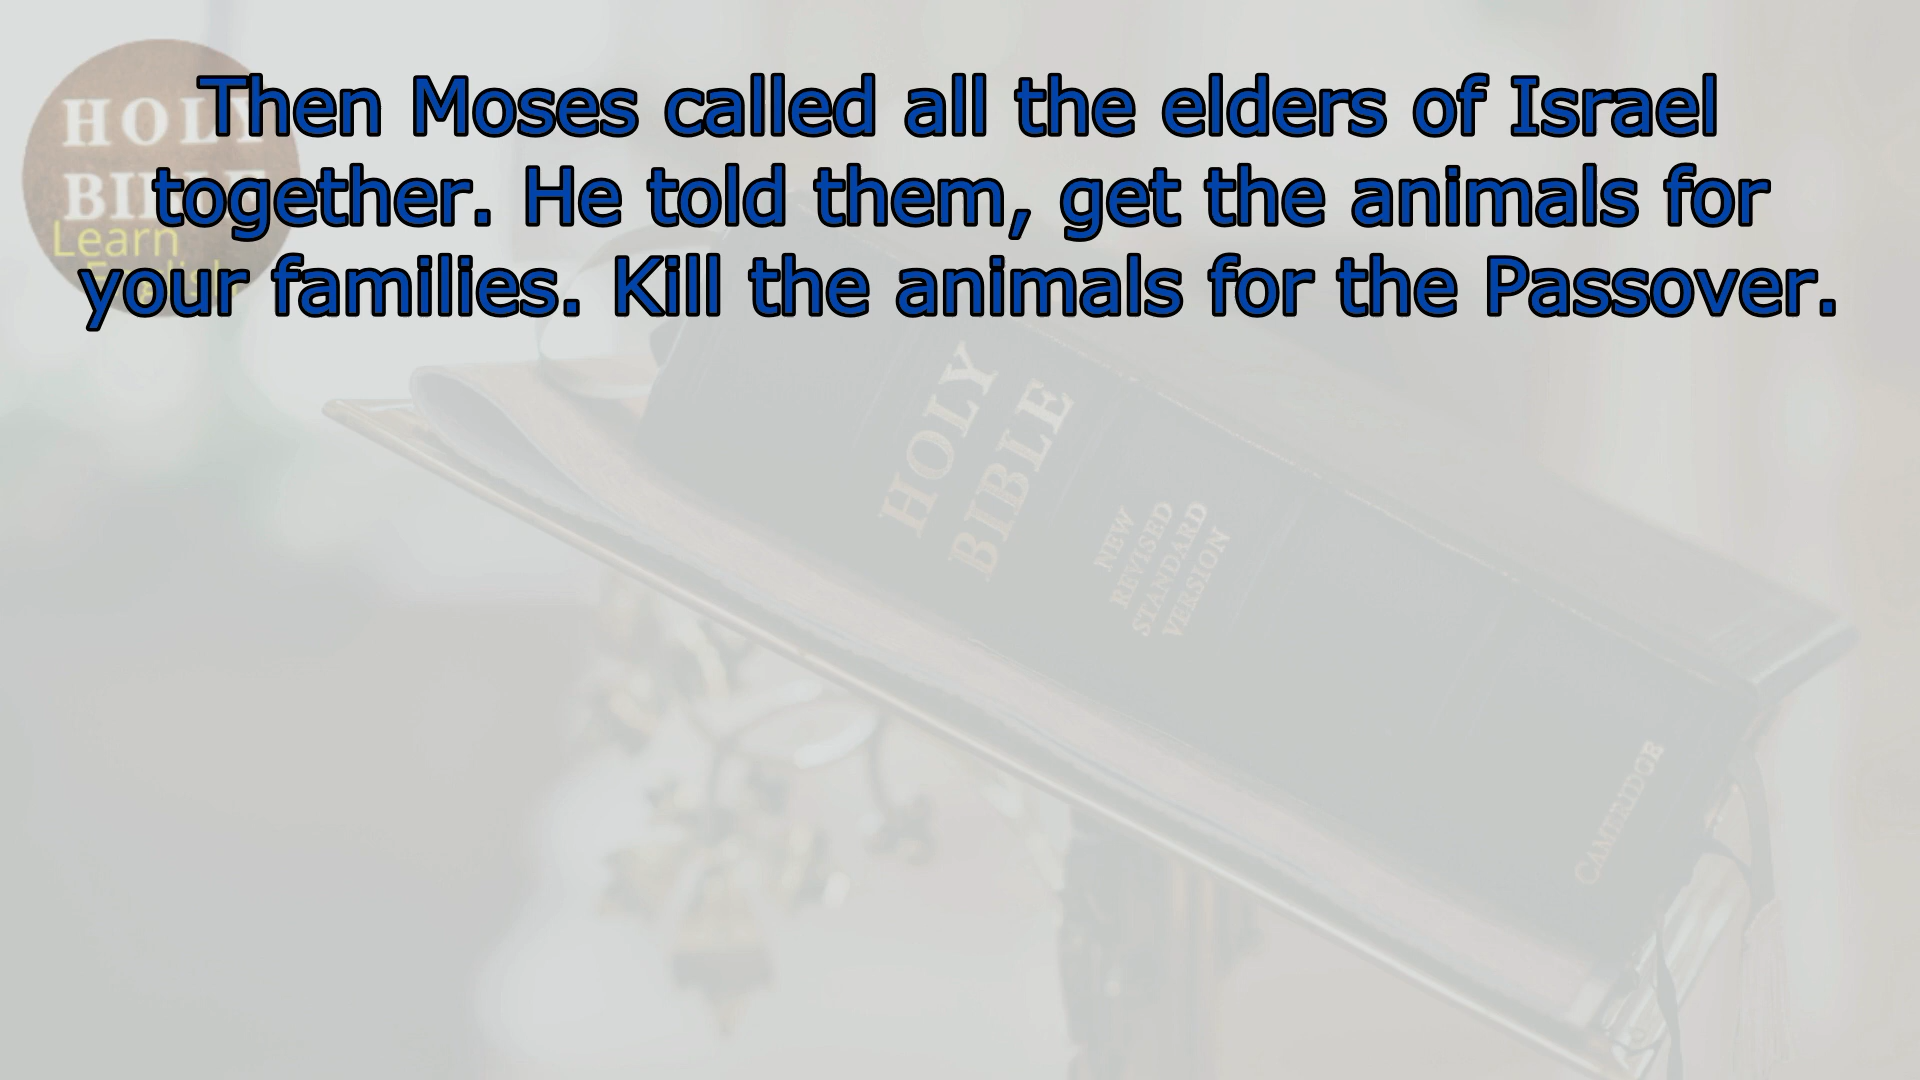 Then Moses called all the elders of Israel
together. He told them, get the animals for
your families. Kill the animals for the Passover.
HOLY
BIBLE
Learn
English
HOLY
BIBLE
NEW
REVISED
STANDARD
VERSION